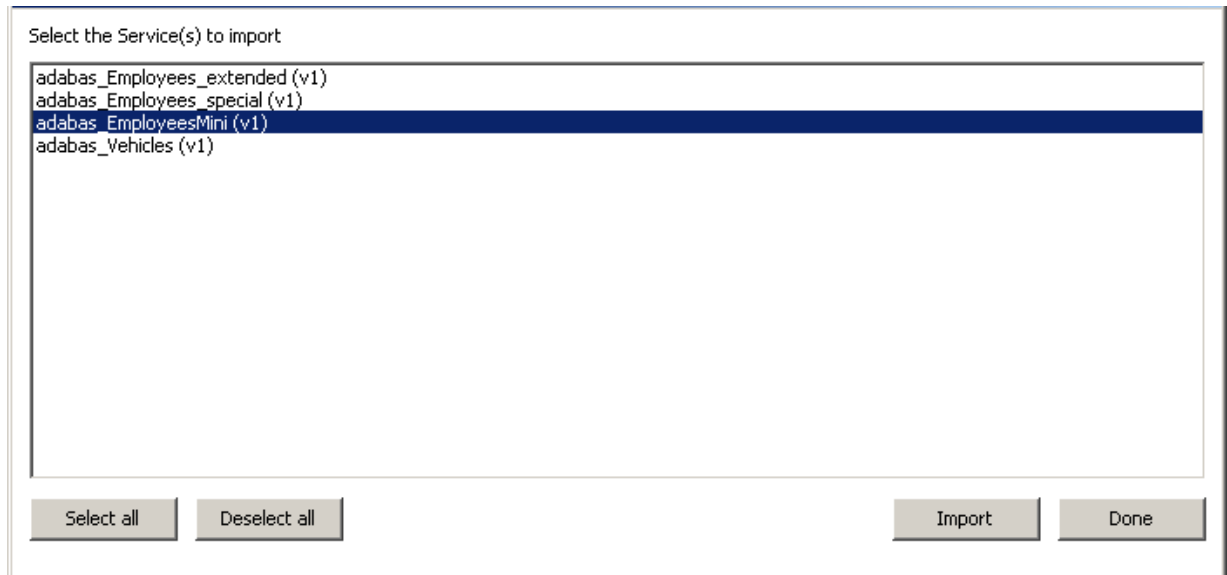 Select the Service(s) to import
adabas_Employees_extended (v1)
adabas_Employees_special (v1)
adabas_EmployeesMini (v1)
adabas_Vehicles (v1)
Select all Deselect all Import Done